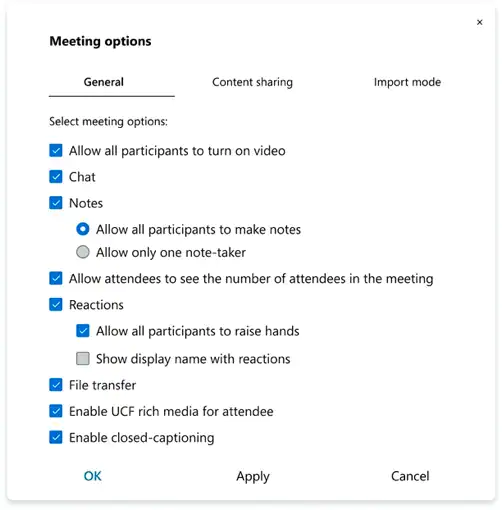 ×
Meeting options
General Content sharing Import mode
Select meeting options:
Allow all participants to turn on video
Chat
Notes
Allow all participants to make notes
Allow only one note-taker
Allow attendees to see the number of attendees in the meeting
Reactions
Allow all participants to raise hands
Show display name with reactions
File transfer
Enable UCF rich media for attendee
Enable closed-captioning
OK Apply Cancel